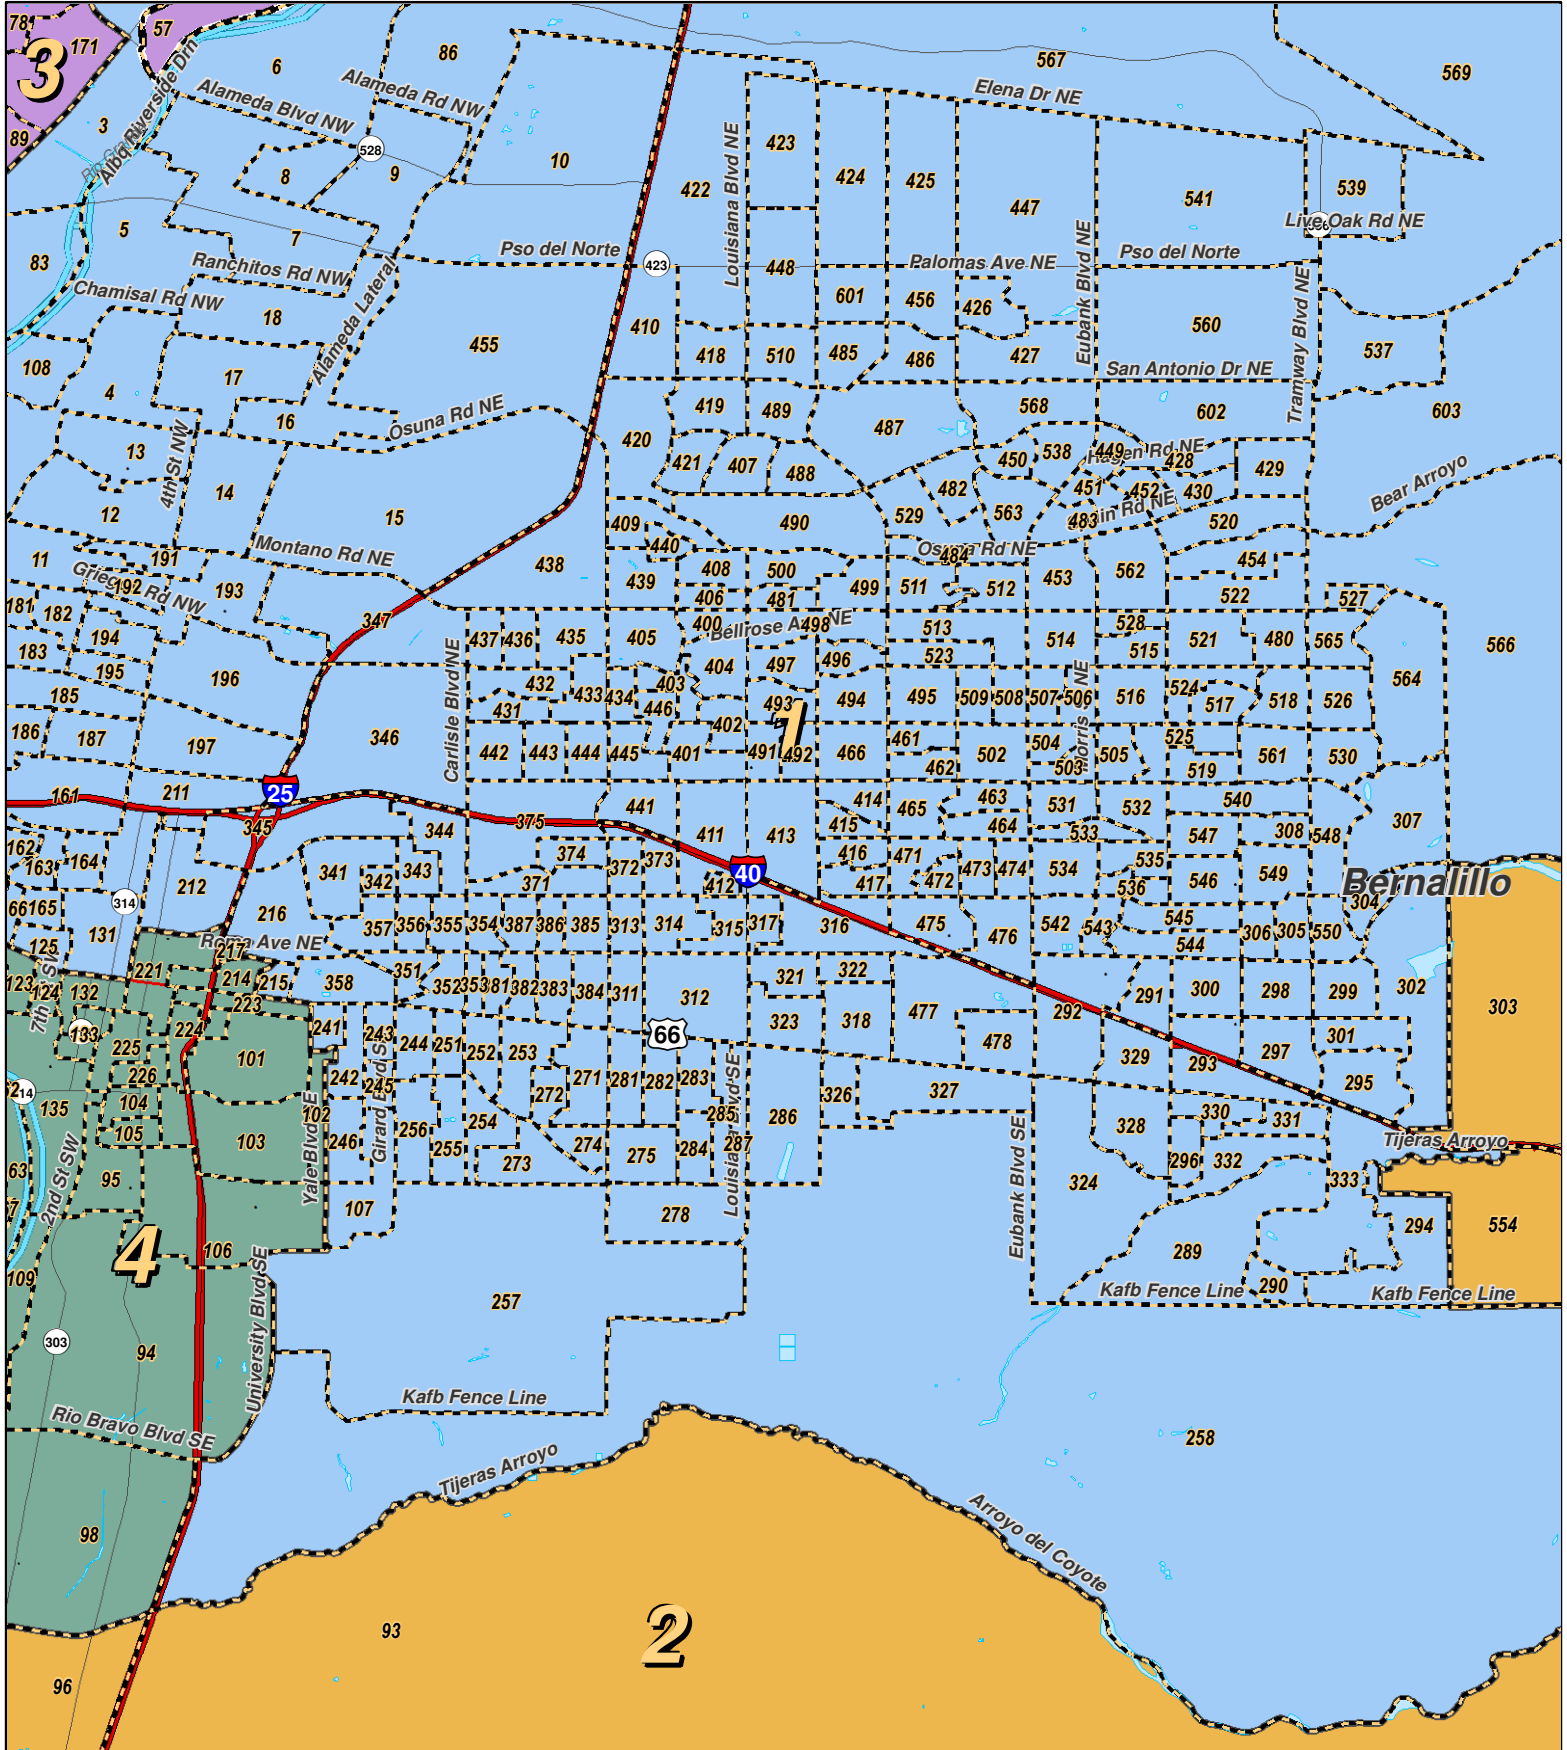 78 171 57 6 86 567 569
3
89 3 Albq Riverside Drn Alameda Blvd NW Alameda Rd NW Elena Dr NE
528 8 9 10 422 423 424 425 447 541 539
Louisiana Blvd NE Eubank Blvd NE Live Oak Rd NE
83 5 7 Pso del Norte 423 448 Palomas Ave NE Pso del Norte
Ranchitos Rd NW
Chamisal Rd NW 18 Alameda Lateral 455 410 601 456 426 560 Tramway Blvd NE
108 4 17 418 510 485 486 427 San Antonio Dr NE 537
16 Osuna Rd NE 419 489 487 568 602 603
13 4th St NW 420 421 407 488 450 538 449 Hagen Rd NE 428 429
14 482 451 452 430 Bear Arroyo
12 15 409 490 529 563 483 520
11 191 Montano Rd NE 438 440 408 500 Osuna Rd NE 484 454
192 193 439 406 481 499 511 512 453 562 522 527
181 182 347 400 498
194 437 436 435 405 Bellrose Ave NE 513 514 528 521 480 565 566
183 195 196 Carlisle Blvd NE 404 497 496 523 515
185 432 433 434 403 446 493 494 495 509 508 507 506 516 524 517 518 526 564
431 402 1 Morris NE
186 187 197 346 442 443 444 445 401 491 492 466 461 462 502 504 503 505 525 519 561 530
161 211 25 441 414 465 463 531 532 540
345 344 375 411 413 415 464 533 547 308 548 307
162 163 164 374 372 373 416 471 473 474 534 535
341 342 343 371 412 40 417 472 536 546 549 Bernalillo
165 314 212 216 357 356 355 354 387 386 385 313 314 315 317 316 475 476 542 543 545 306 305 550 304
125 131 Roma Ave NE 217 544
123 124 132 221 214 215 358 351 352 353 381 382 383 384 311 312 321 322 477 291 300 298 299 302 303
7th St SW 223
133 225 224 101 241 243 244 251 252 253 66 323 318 478 292 329 293 297 301
226 242 245 271 281 282 283 326 327 295
135 104 102 272 285 286 330 331
105 103 246 Girard Blvd SE 256 255 254 273 274 275 284 287 Louisiana Blvd SE 328 Tijeras Arroyo
2nd St SW 95 Yale Blvd SE 107 278 Eubank Blvd SE 324 296 332 333 294 554
4 106 289
109 257 Kafb Fence Line 290 Kafb Fence Line
303 94 University Blvd SE Kafb Fence Line
Rio Bravo Blvd SE 258
Tijeras Arroyo
98 Arroyo del Coyote
93 2
96